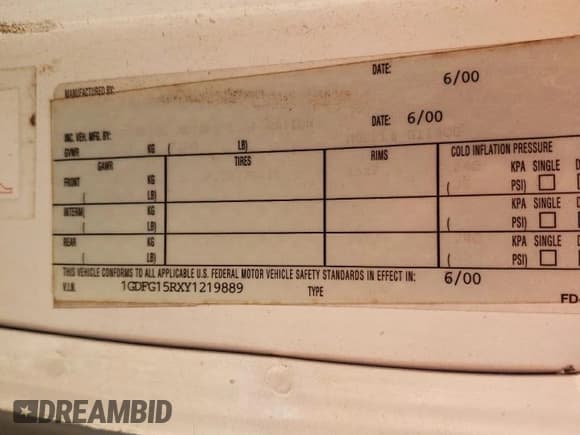 DATE: 6/00
MANUFACTURED BY:
DATE: 6/00
INC. VEH. MFG. BY:
GVWR KG ( LB)
GAWR TIRES RIMS COLD INFLATION PRESSURE
FRONT KG KPA SINGLE D
( LB) PSI)
INTERM KG KPA SINGLE D
( LB) PSI)
REAR KG KPA SINGLE D
( LB) PSI)
THIS VEHICLE CONFORMS TO ALL APPLICABLE U.S. FEDERAL MOTOR VEHICLE SAFETY STANDARDS IN EFFECT IN: 6/00
V.I.N. 1GDFG15RXY1219889 TYPE
FD-
DREAMBID